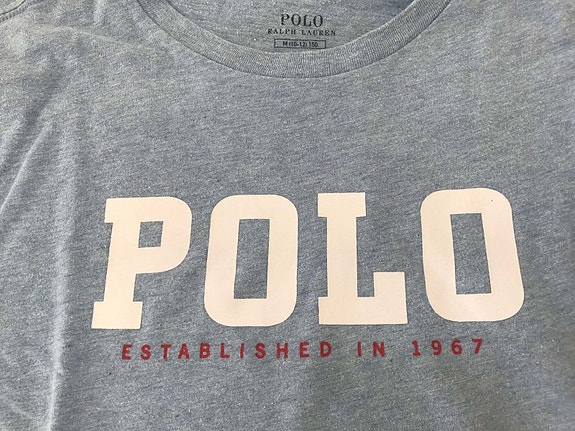 POLO
RALPH LAUREN
M (10-12) 150
POLO
ESTABLISHED IN 1967